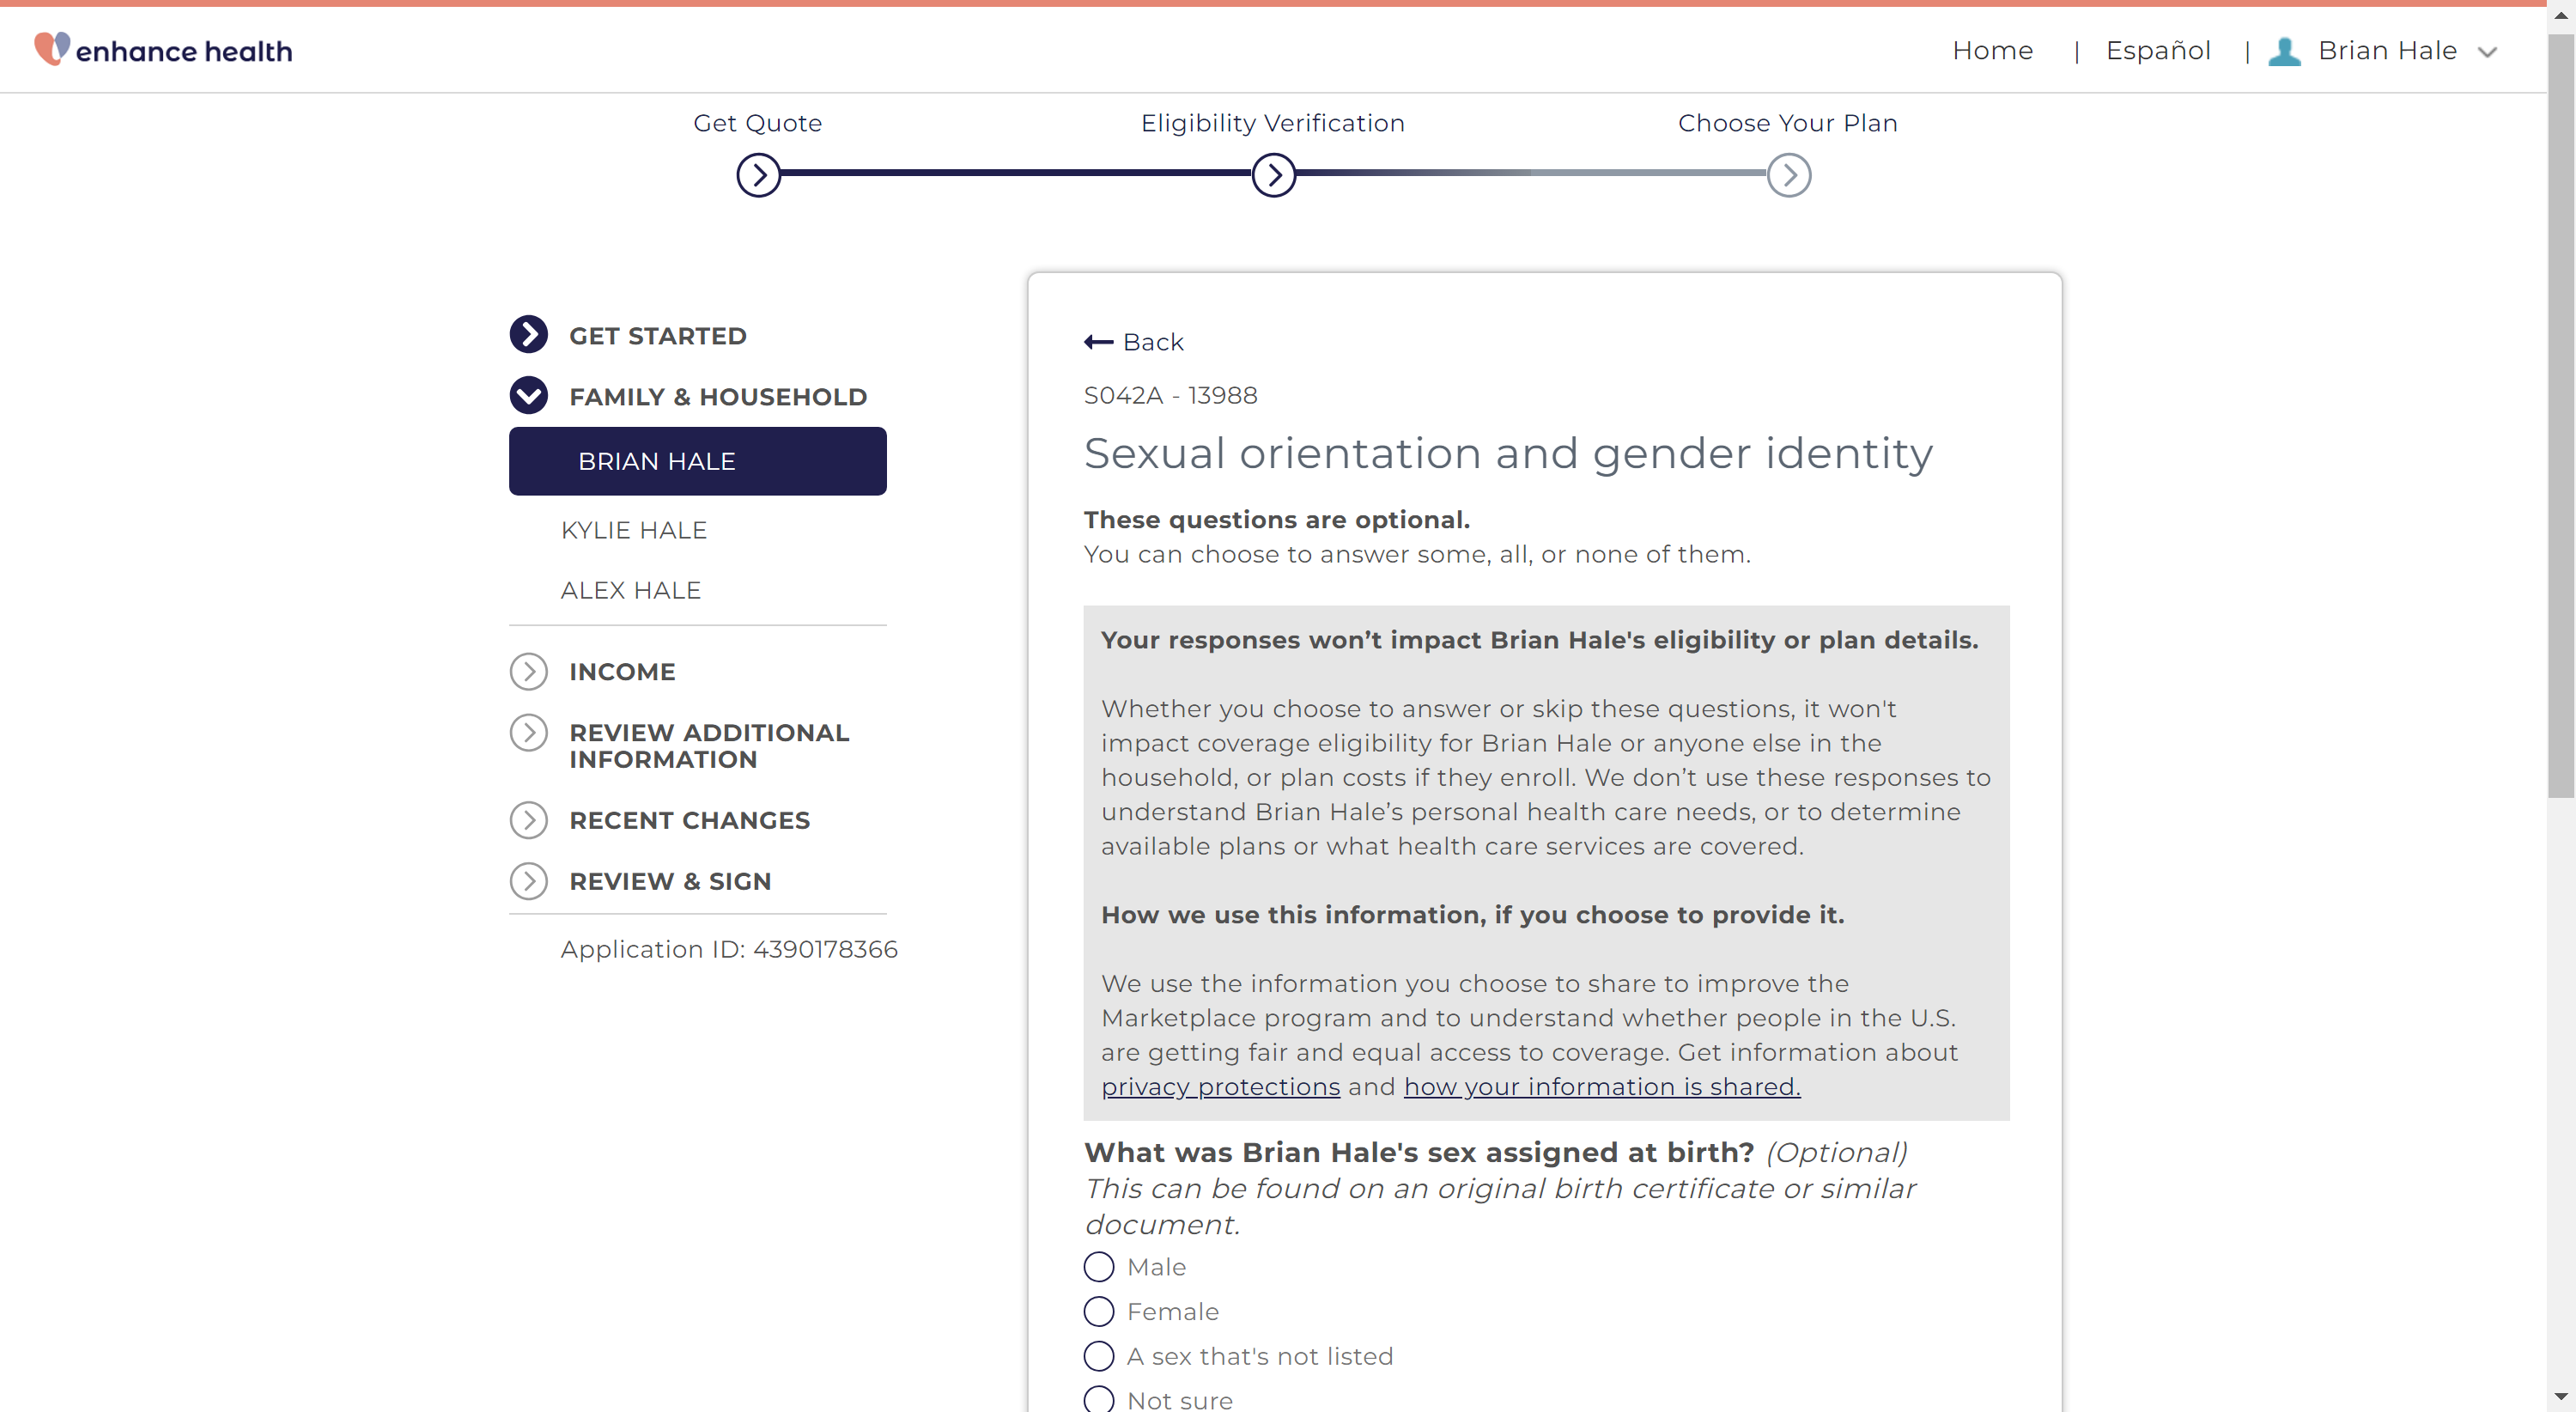 enhance health
Home | Español | Brian Hale
Get Quote
Eligibility Verification
Choose Your Plan
GET STARTED
FAMILY & HOUSEHOLD
BRIAN HALE
KYLIE HALE
ALEX HALE
INCOME
REVIEW ADDITIONAL
INFORMATION
RECENT CHANGES
REVIEW & SIGN
Application ID: 4390178366
Back
S042A - 13988
Sexual orientation and gender identity
These questions are optional.
You can choose to answer some, all, or none of them.
Your responses won’t impact Brian Hale's eligibility or plan details.
Whether you choose to answer or skip these questions, it won't
impact coverage eligibility for Brian Hale or anyone else in the
household, or plan costs if they enroll. We don’t use these responses to
understand Brian Hale’s personal health care needs, or to determine
available plans or what health care services are covered.
How we use this information, if you choose to provide it.
We use the information you choose to share to improve the
Marketplace program and to understand whether people in the U.S.
are getting fair and equal access to coverage. Get information about
privacy protections and how your information is shared.
What was Brian Hale's sex assigned at birth? (Optional)
This can be found on an original birth certificate or similar
document.
Male
Female
A sex that's not listed
Not sure